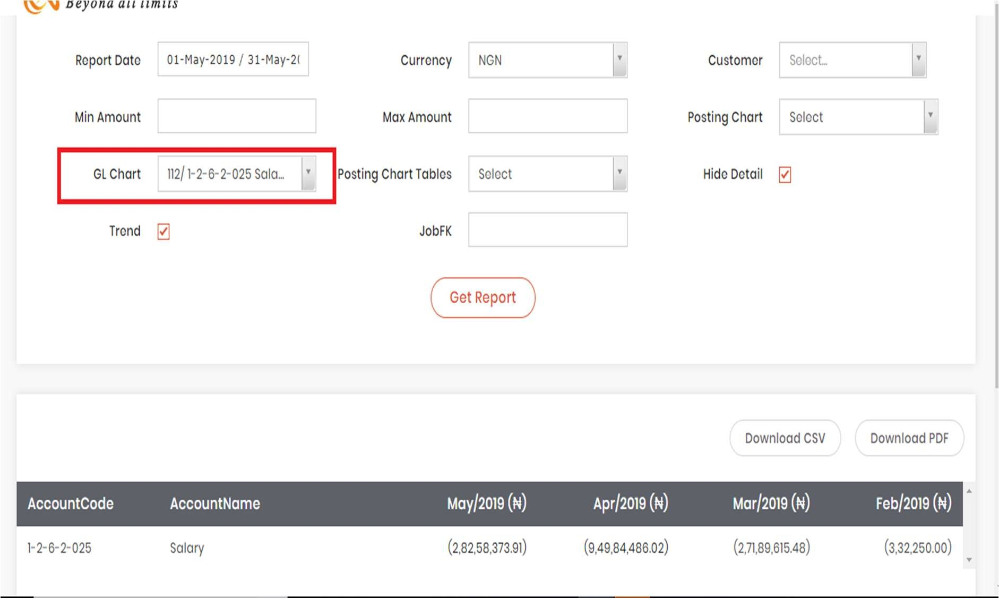 Beyond all limits
Report Date 01-May-2019 / 31-May-20 Currency NGN Customer Select...
Min Amount Max Amount Posting Chart Select
GL Chart 112/ 1-2-6-2-025 Sala... Posting Chart Tables Select Hide Detail
Trend JobFK
Get Report
Download CSV Download PDF
AccountCode AccountName May/2019 (₦) Apr/2019 (₦) Mar/2019 (₦) Feb/2019 (₦)
1-2-6-2-025 Salary (2,82,58,373.91) (9,49,84,486.02) (2,71,89,615.48) (3,32,250.00)